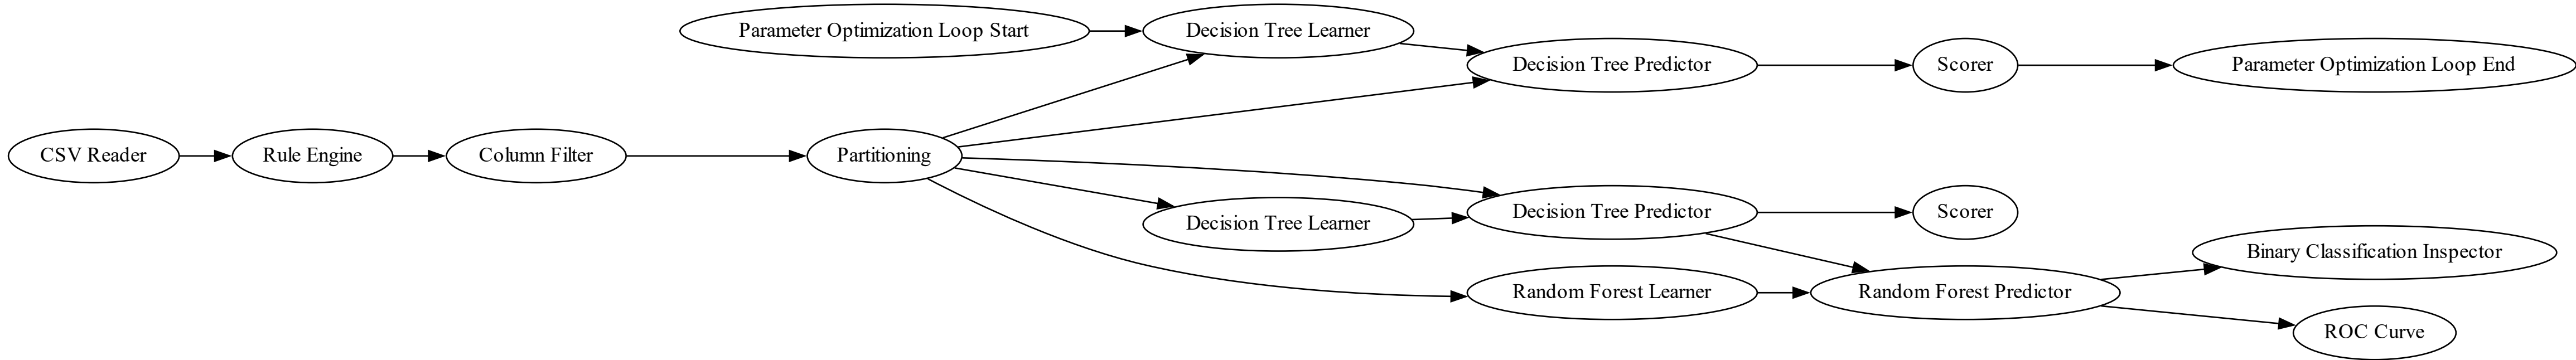 Parameter Optimization Loop Start
Decision Tree Learner
Decision Tree Predictor
Scorer
Parameter Optimization Loop End
CSV Reader
Rule Engine
Column Filter
Partitioning
Decision Tree Learner
Decision Tree Predictor
Scorer
Random Forest Learner
Random Forest Predictor
Binary Classification Inspector
ROC Curve